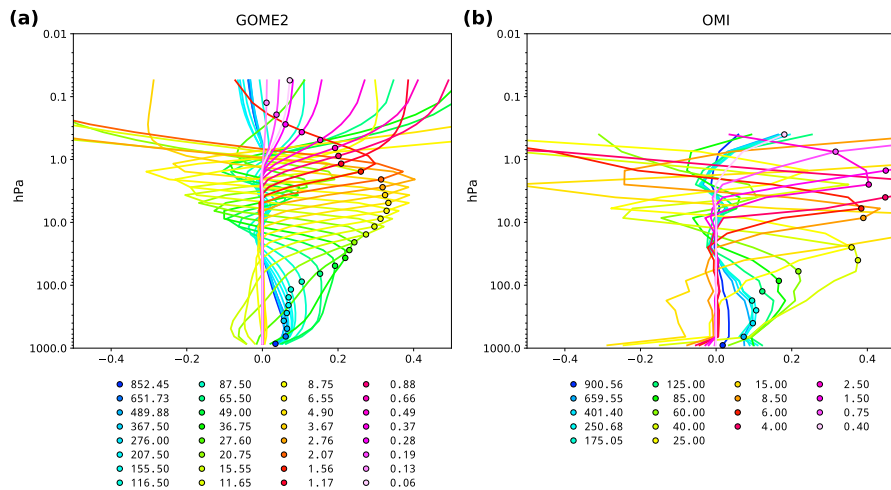 (a) GOME2
0.01
0.1
1.0
10.0
100.0
1000.0
hPa
−0.4 −0.2 0.0 0.2 0.4
852.45 87.50 8.75 0.88
651.73 65.50 6.55 0.66
489.88 49.00 4.90 0.49
367.50 36.75 3.67 0.37
276.00 27.60 2.76 0.28
207.50 20.75 2.07 0.19
155.50 15.55 1.56 0.13
116.50 11.65 1.17 0.06
(b) OMI
0.01
0.1
1.0
10.0
100.0
1000.0
hPa
−0.4 −0.2 0.0 0.2 0.4
900.56 125.00 15.00 2.50
659.55 85.00 8.50 1.50
401.40 60.00 6.00 0.75
250.68 40.00 4.00 0.40
175.05 25.00